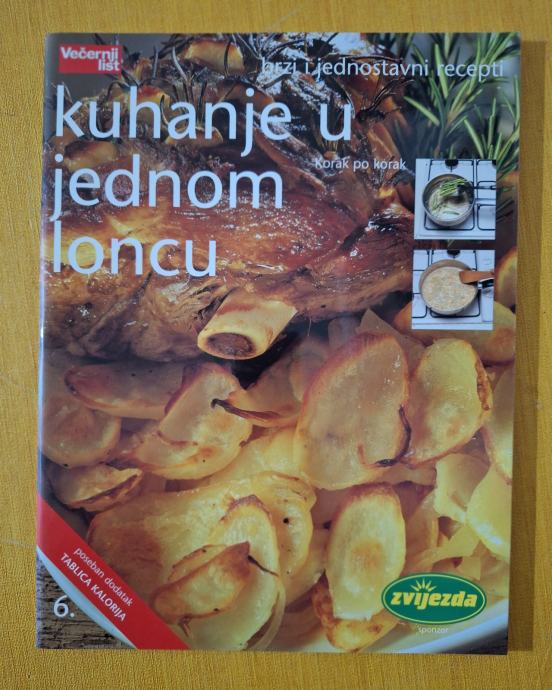 Večernji
list
brzi i jednostavni recepti
kuhanje u
jednom
loncu
Korak po korak
poseban dodatak
TABLICA KALORIJA
6.
zvijezda
sponzor